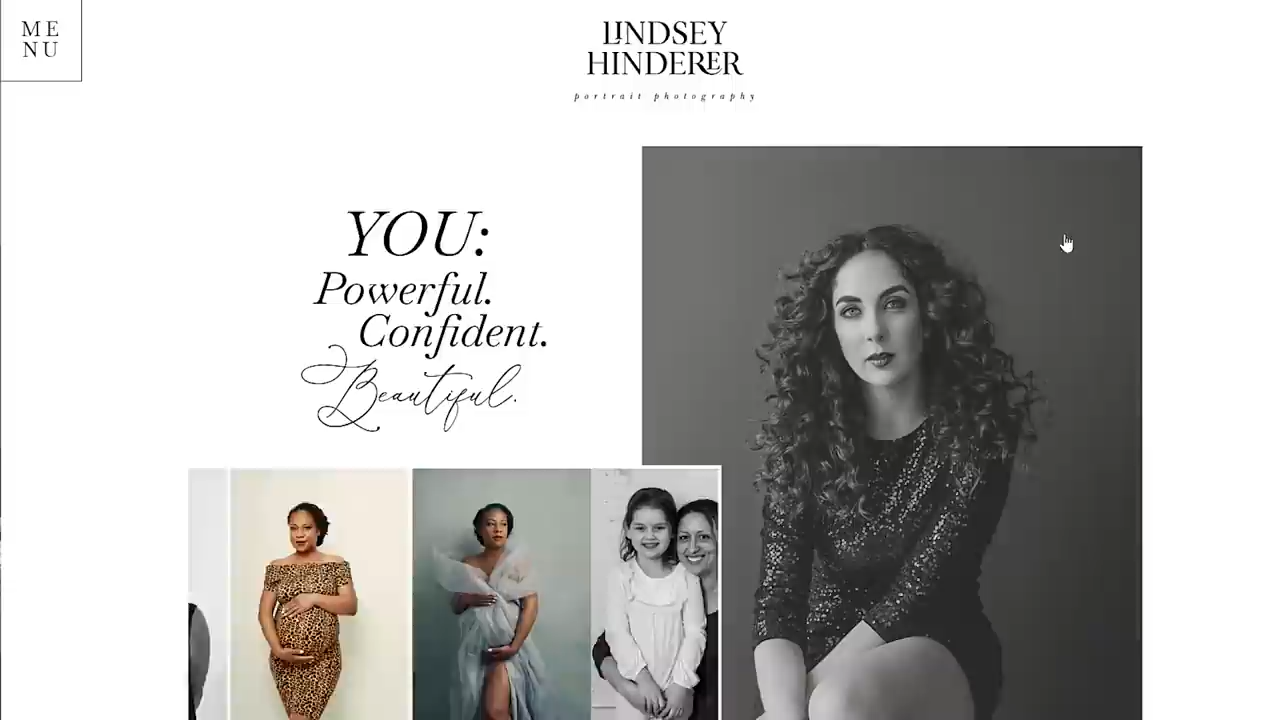 ME
NU
LINDSEY
HINDERER
portrait photography
YOU:
Powerful.
Confident.
Beautiful.